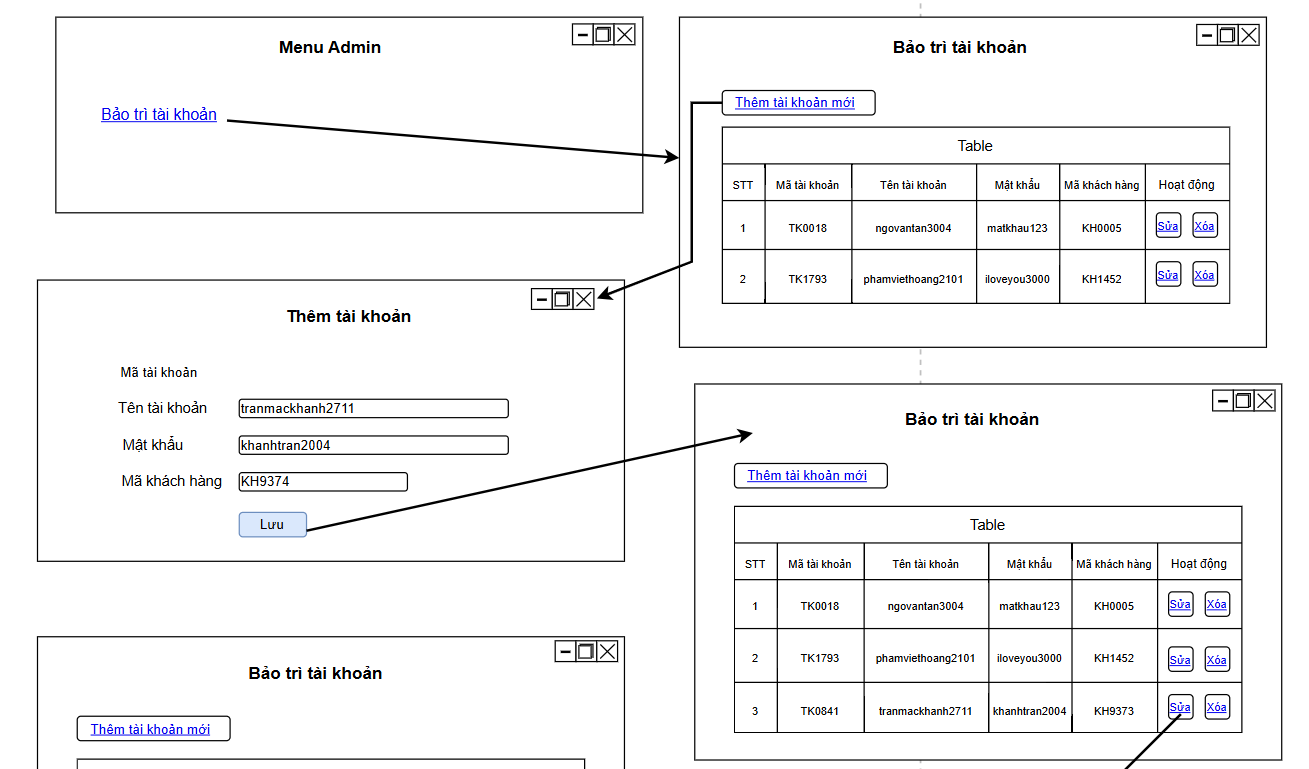 Menu Admin
Bảo trì tài khoản
Bảo trì tài khoản
Thêm tài khoản mới
Table
STT Mã tài khoản Tên tài khoản Mật khẩu Mã khách hàng Hoạt động
1 TK0018 ngovantan3004 matkhau123 KH0005 Sửa Xóa
2 TK1793 phamviethoang2101 iloveyou3000 KH1452 Sửa Xóa
Thêm tài khoản
Mã tài khoản
Tên tài khoản tranmackhanh2711
Mật khẩu khanhtran2004
Mã khách hàng KH9374
Lưu
Bảo trì tài khoản
Thêm tài khoản mới
Table
STT Mã tài khoản Tên tài khoản Mật khẩu Mã khách hàng Hoạt động
1 TK0018 ngovantan3004 matkhau123 KH0005 Sửa Xóa
2 TK1793 phamviethoang2101 iloveyou3000 KH1452 Sửa Xóa
3 TK0841 tranmackhanh2711 khanhtran2004 KH9373 Sửa Xóa
Bảo trì tài khoản
Thêm tài khoản mới